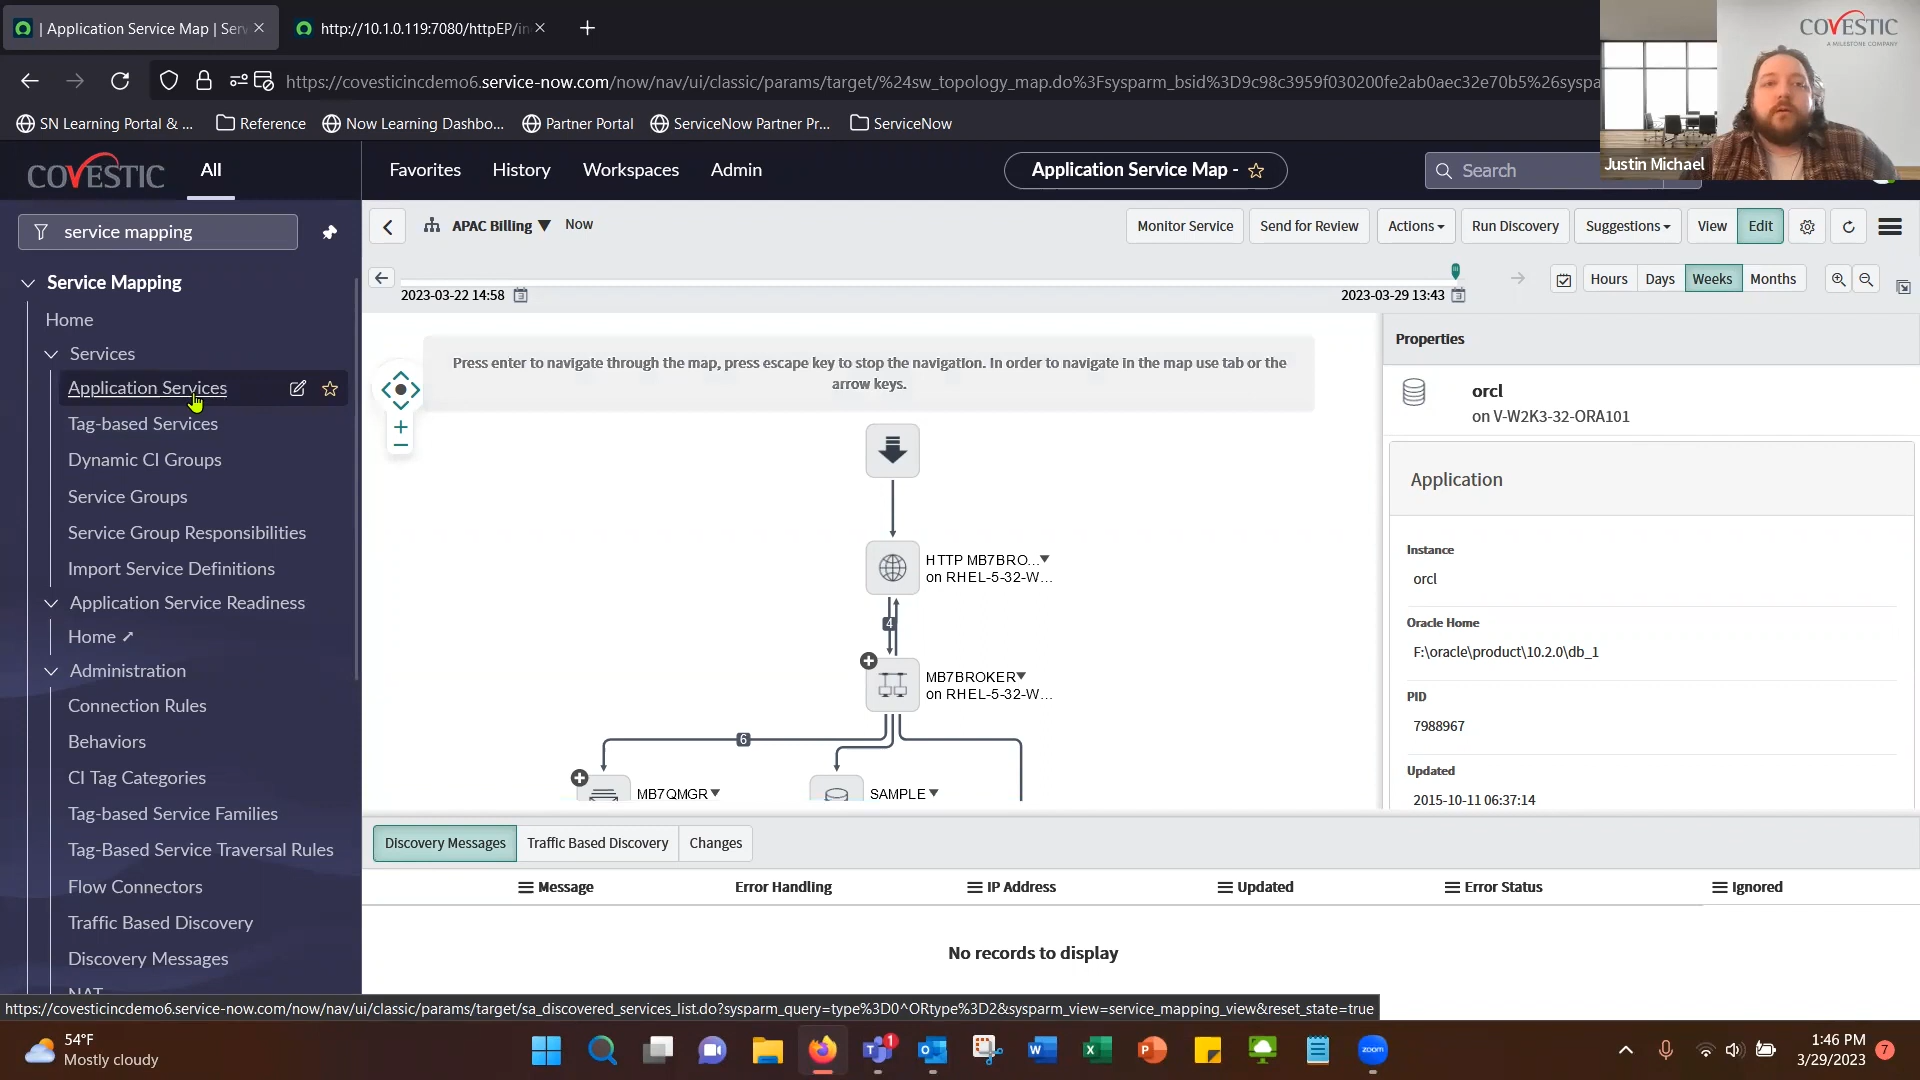 | Application Service Map | Serv
http://10.1.0.119:7080/httpEP/in
https://covesticincdemo6.service-now.com/now/nav/ui/classic/params/target/%24sw_topology_map.do%3Fsysparm_bsid%3D9c98c3959f030200fe2ab0aec32e70b5%26syspa
SN Learning Portal & ...
Reference
Now Learning Dashbo...
Partner Portal
ServiceNow Partner Pr...
ServiceNow
COVESTIC
A MILESTONE COMPANY
Justin Michael
COVESTIC
All
Favorites
History
Workspaces
Admin
Application Service Map -
Search
service mapping
Service Mapping
Home
Services
Application Services
Tag-based Services
Dynamic CI Groups
Service Groups
Service Group Responsibilities
Import Service Definitions
Application Service Readiness
Home
Administration
Connection Rules
Behaviors
CI Tag Categories
Tag-based Service Families
Tag-Based Service Traversal Rules
Flow Connectors
Traffic Based Discovery
Discovery Messages
NAT
APAC Billing
Now
Monitor Service
Send for Review
Actions
Run Discovery
Suggestions
View
Edit
2023-03-22 14:58
2023-03-29 13:43
Hours
Days
Weeks
Months
Press enter to navigate through the map, press escape key to stop the navigation. In order to navigate in the map use tab or the
arrow keys.
HTTP MB7BRO...
on RHEL-5-32-W...
4
MB7BROKER
on RHEL-5-32-W...
6
MB7QMGR
SAMPLE
Properties
orcl
on V-W2K3-32-ORA101
Application
Instance
orcl
Oracle Home
F:\oracle\product\10.2.0\db_1
PID
7988967
Updated
2015-10-11 06:37:14
Discovery Messages
Traffic Based Discovery
Changes
Message
Error Handling
IP Address
Updated
Error Status
Ignored
No records to display
https://covesticincdemo6.service-now.com/now/nav/ui/classic/params/target/sa_discovered_services_list.do?sysparm_query=type%3D0^ORtype%3D2&sysparm_view=service_mapping_view&reset_state=true
54°F
Mostly cloudy
1
zoom
1:46 PM
3/29/2023
7